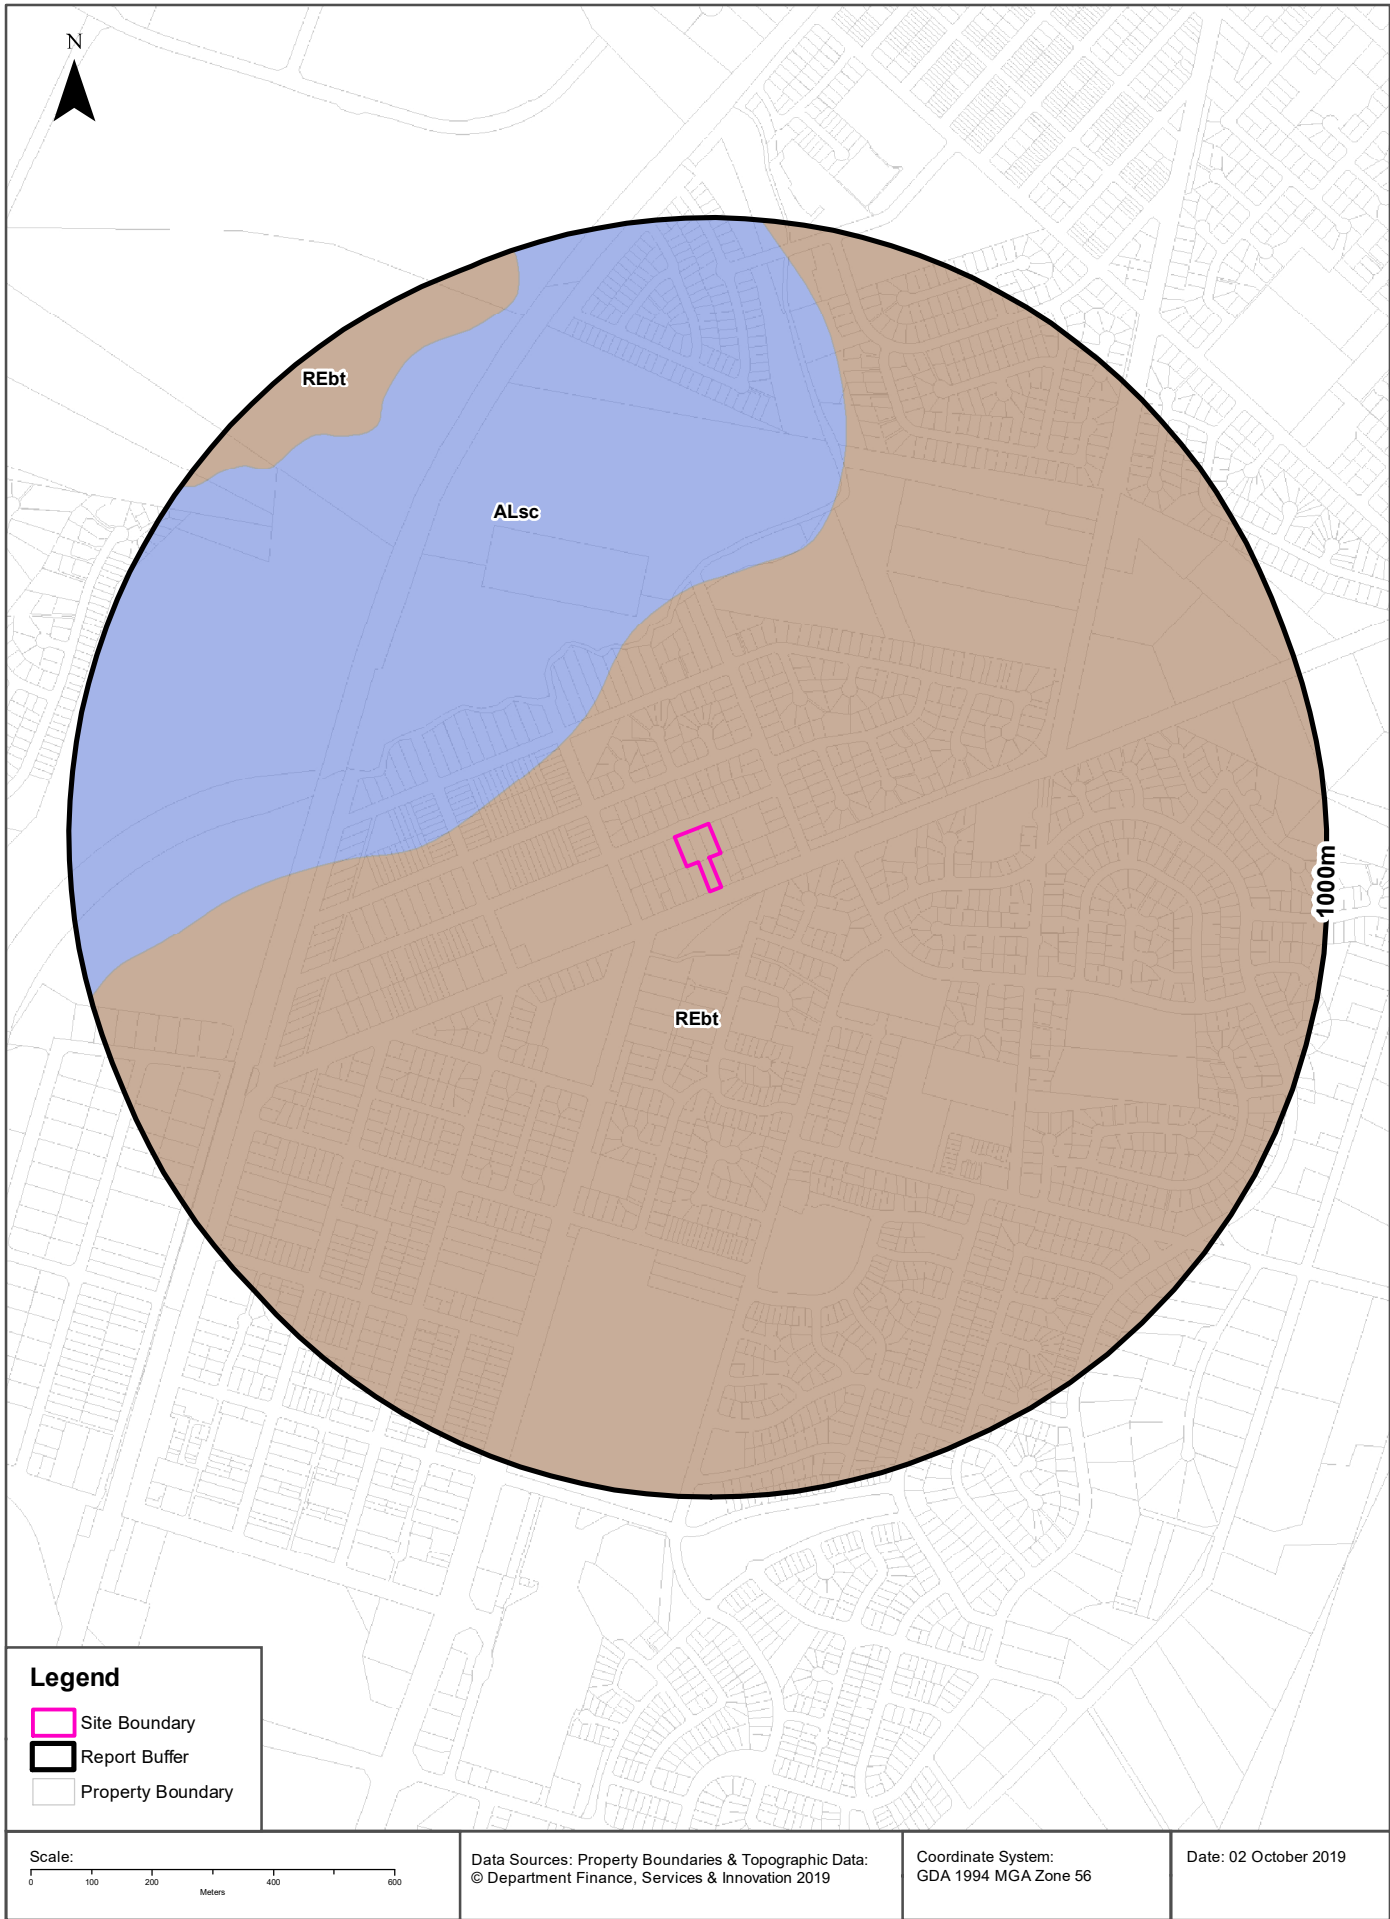 N
REbt
ALsc
1000m
REbt
Legend
Site Boundary
Report Buffer
Property Boundary
Scale:
0 100 200 400 600
Meters
Data Sources: Property Boundaries & Topographic Data:
© Department Finance, Services & Innovation 2019
Coordinate System:
GDA 1994 MGA Zone 56
Date: 02 October 2019